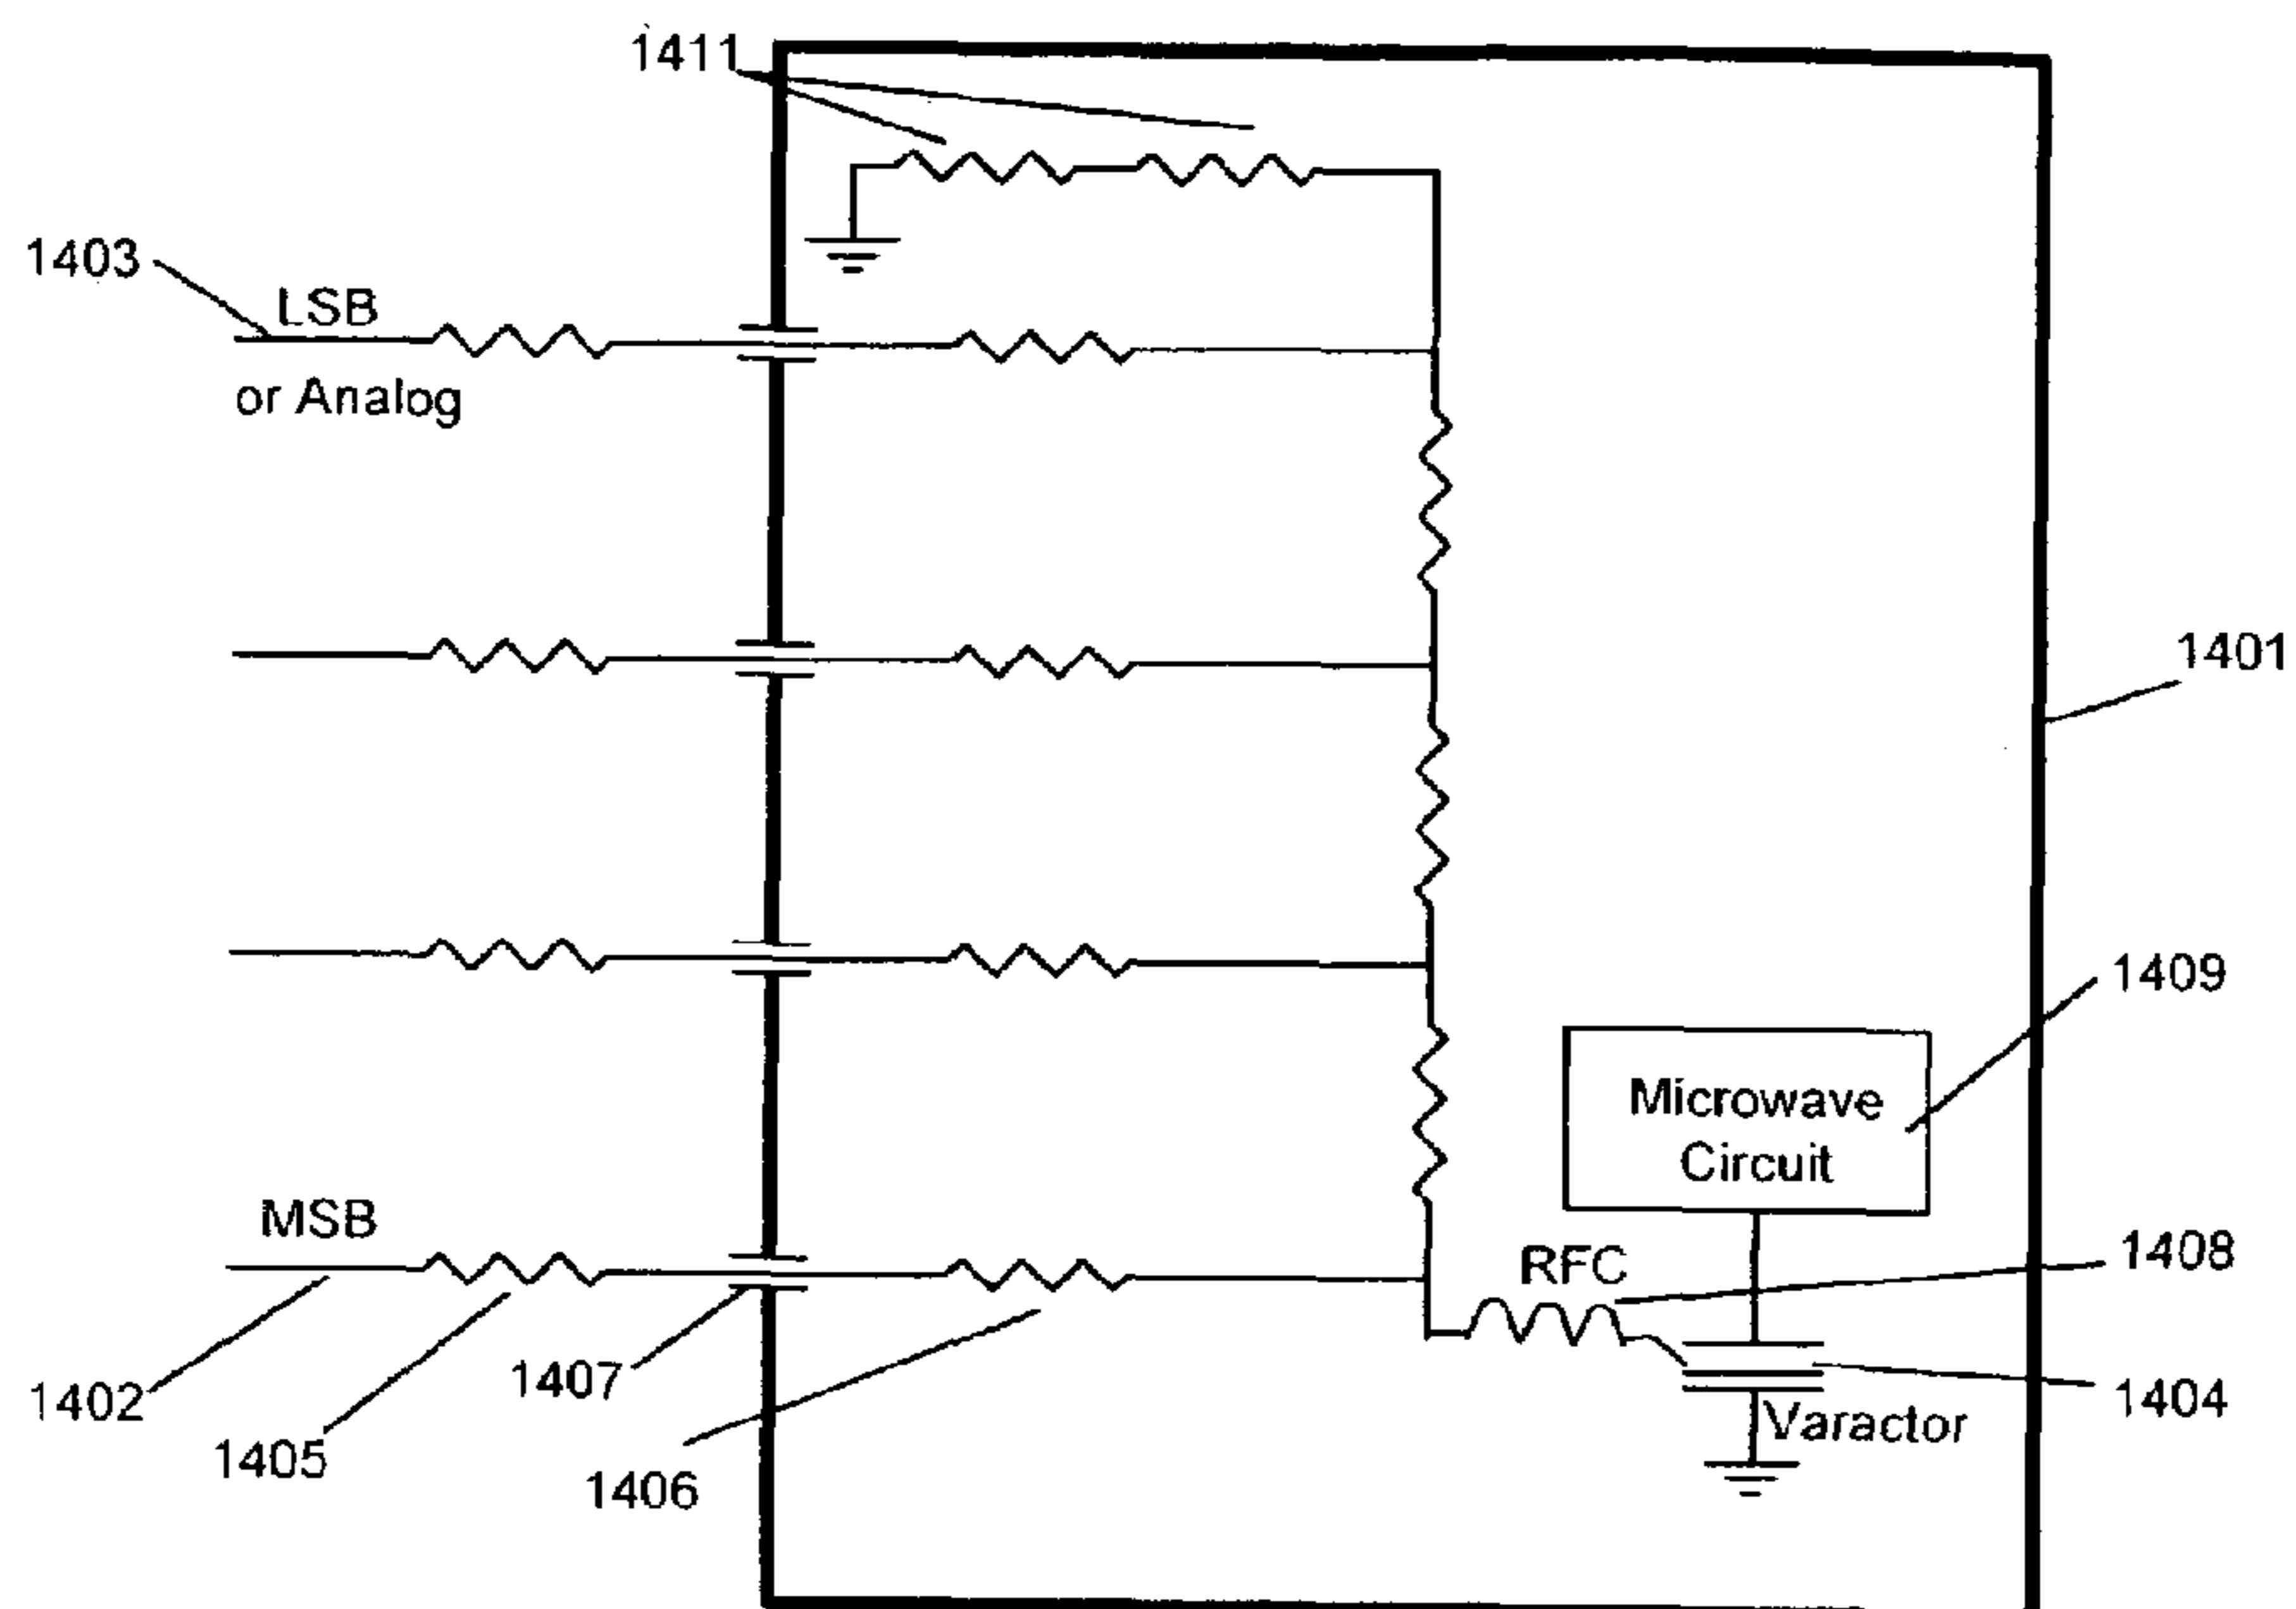 1411
1403
LSB
or Analog
1401
1409
Microwave
Circuit
MSB
RFC
1408
1407
1402
1404
Varactor
1405
1406